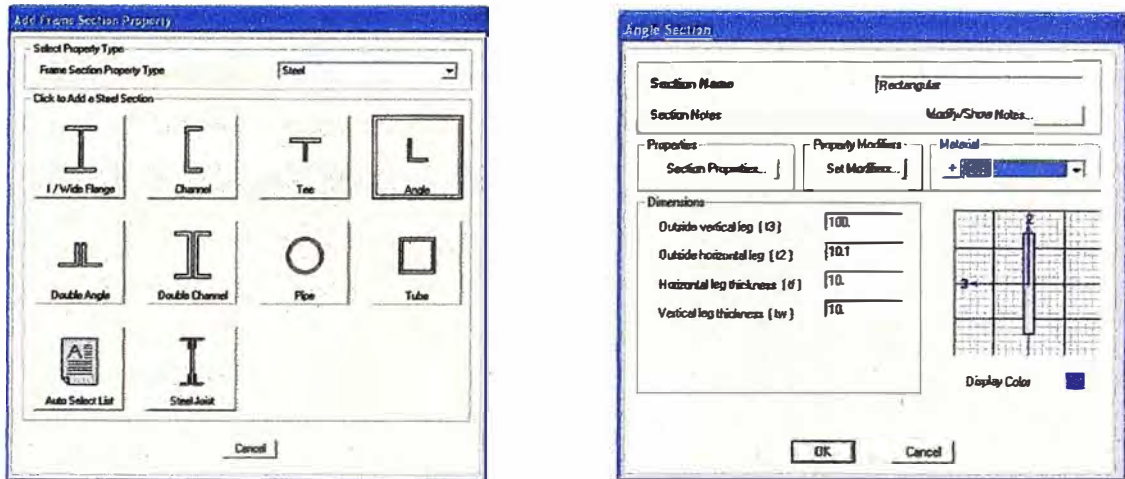 Add Frame Section Property
Select Property Type
Frame Section Property Type
Steel
Click to Add a Steel Section
I / Wide Flange
Channel
Tee
Angle
Double Angle
Double Channel
Pipe
Tube
Auto Select List
Steel Joist
Cancel
Angle Section
Section Name
Rectangular
Section Notes
Modify/Show Notes...
Properties
Section Properties...
Property Modifiers
Set Modifiers...
Material
+
Dimensions
Outside vertical leg ( t3 )
100.
Outside horizontal leg ( t2 )
10.1
Horizontal leg thickness ( tf )
10.
Vertical leg thickness ( tw )
10.
2
3
Display Color
OK
Cancel